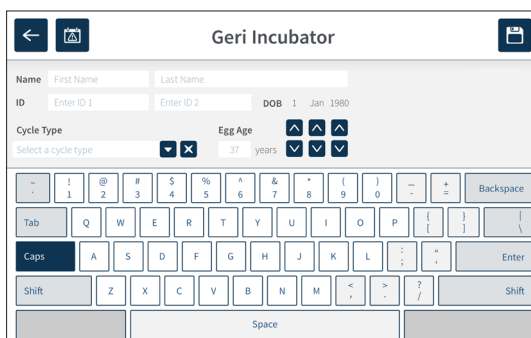 Geri Incubator
Name First Name Last Name
ID Enter ID 1 Enter ID 2 DOB 1 Jan 1980
Cycle Type Egg Age
Select a cycle type 37 years
~ ! @ # $ % ^ & * ( ) _ +
` 1 2 3 4 5 6 7 8 9 0 - = Backspace
Tab Q W E R T Y U I O P { [ } ] | \
Caps A S D F G H J K L : ; " ' Enter
Shift Z X C V B N M < , > . ? / Shift
Space